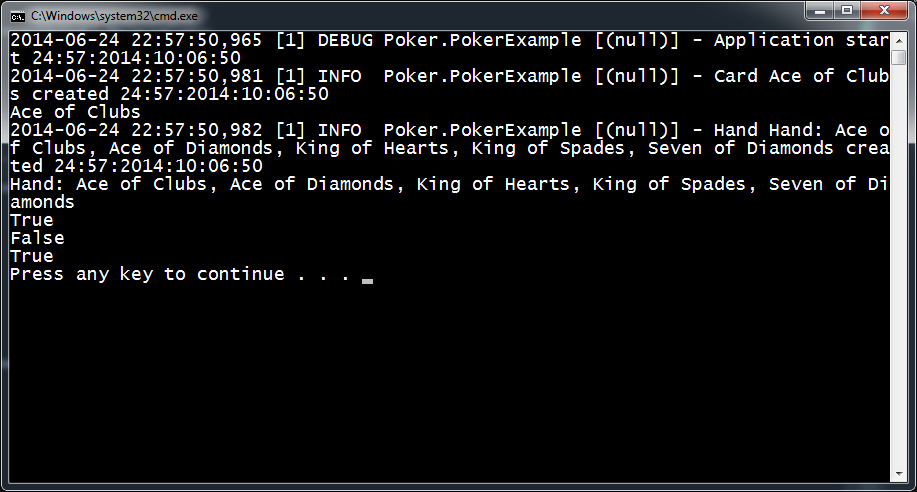 C:\Windows\system32\cmd.exe
2014-06-24 22:57:50,965 [1] DEBUG Poker.PokerExample [(null)] - Application star
t 24:57:2014:10:06:50
2014-06-24 22:57:50,981 [1] INFO  Poker.PokerExample [(null)] - Card Ace of Club
s created 24:57:2014:10:06:50
Ace of Clubs
2014-06-24 22:57:50,982 [1] INFO  Poker.PokerExample [(null)] - Hand Hand: Ace o
f Clubs, Ace of Diamonds, King of Hearts, King of Spades, Seven of Diamonds crea
ted 24:57:2014:10:06:50
Hand: Ace of Clubs, Ace of Diamonds, King of Hearts, King of Spades, Seven of Di
amonds
True
False
True
Press any key to continue . . .